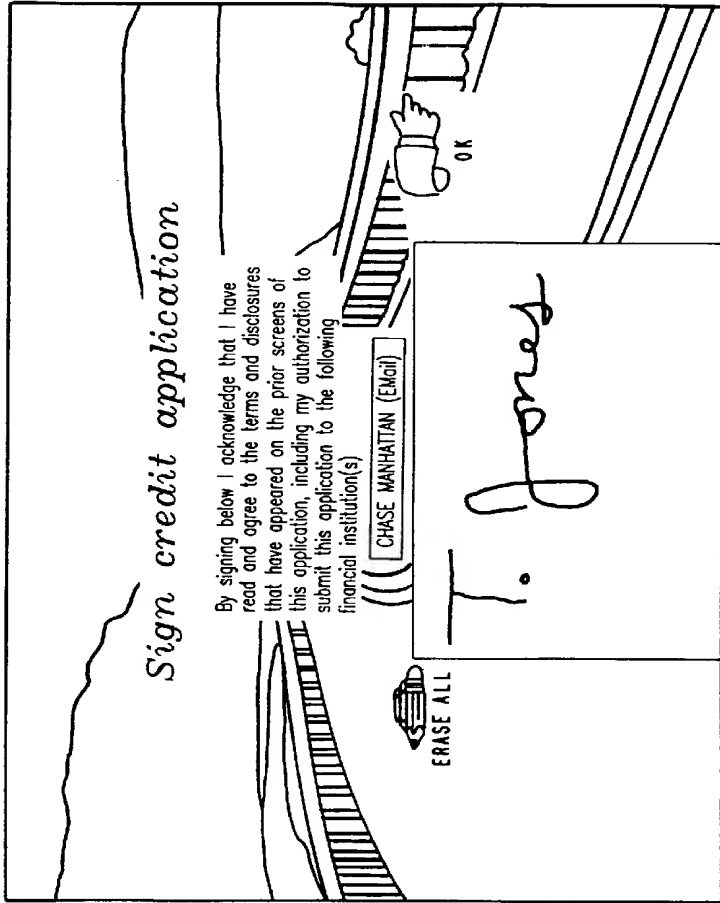 Sign credit application
By signing below I acknowledge that I have
read and agree to the terms and disclosures
that have appeared on the prior screens of
this application, including my authorization to
submit this application to the following
financial institution(s)
CHASE MANHATTAN (EMail)
ERASE ALL
OK
T. Jones